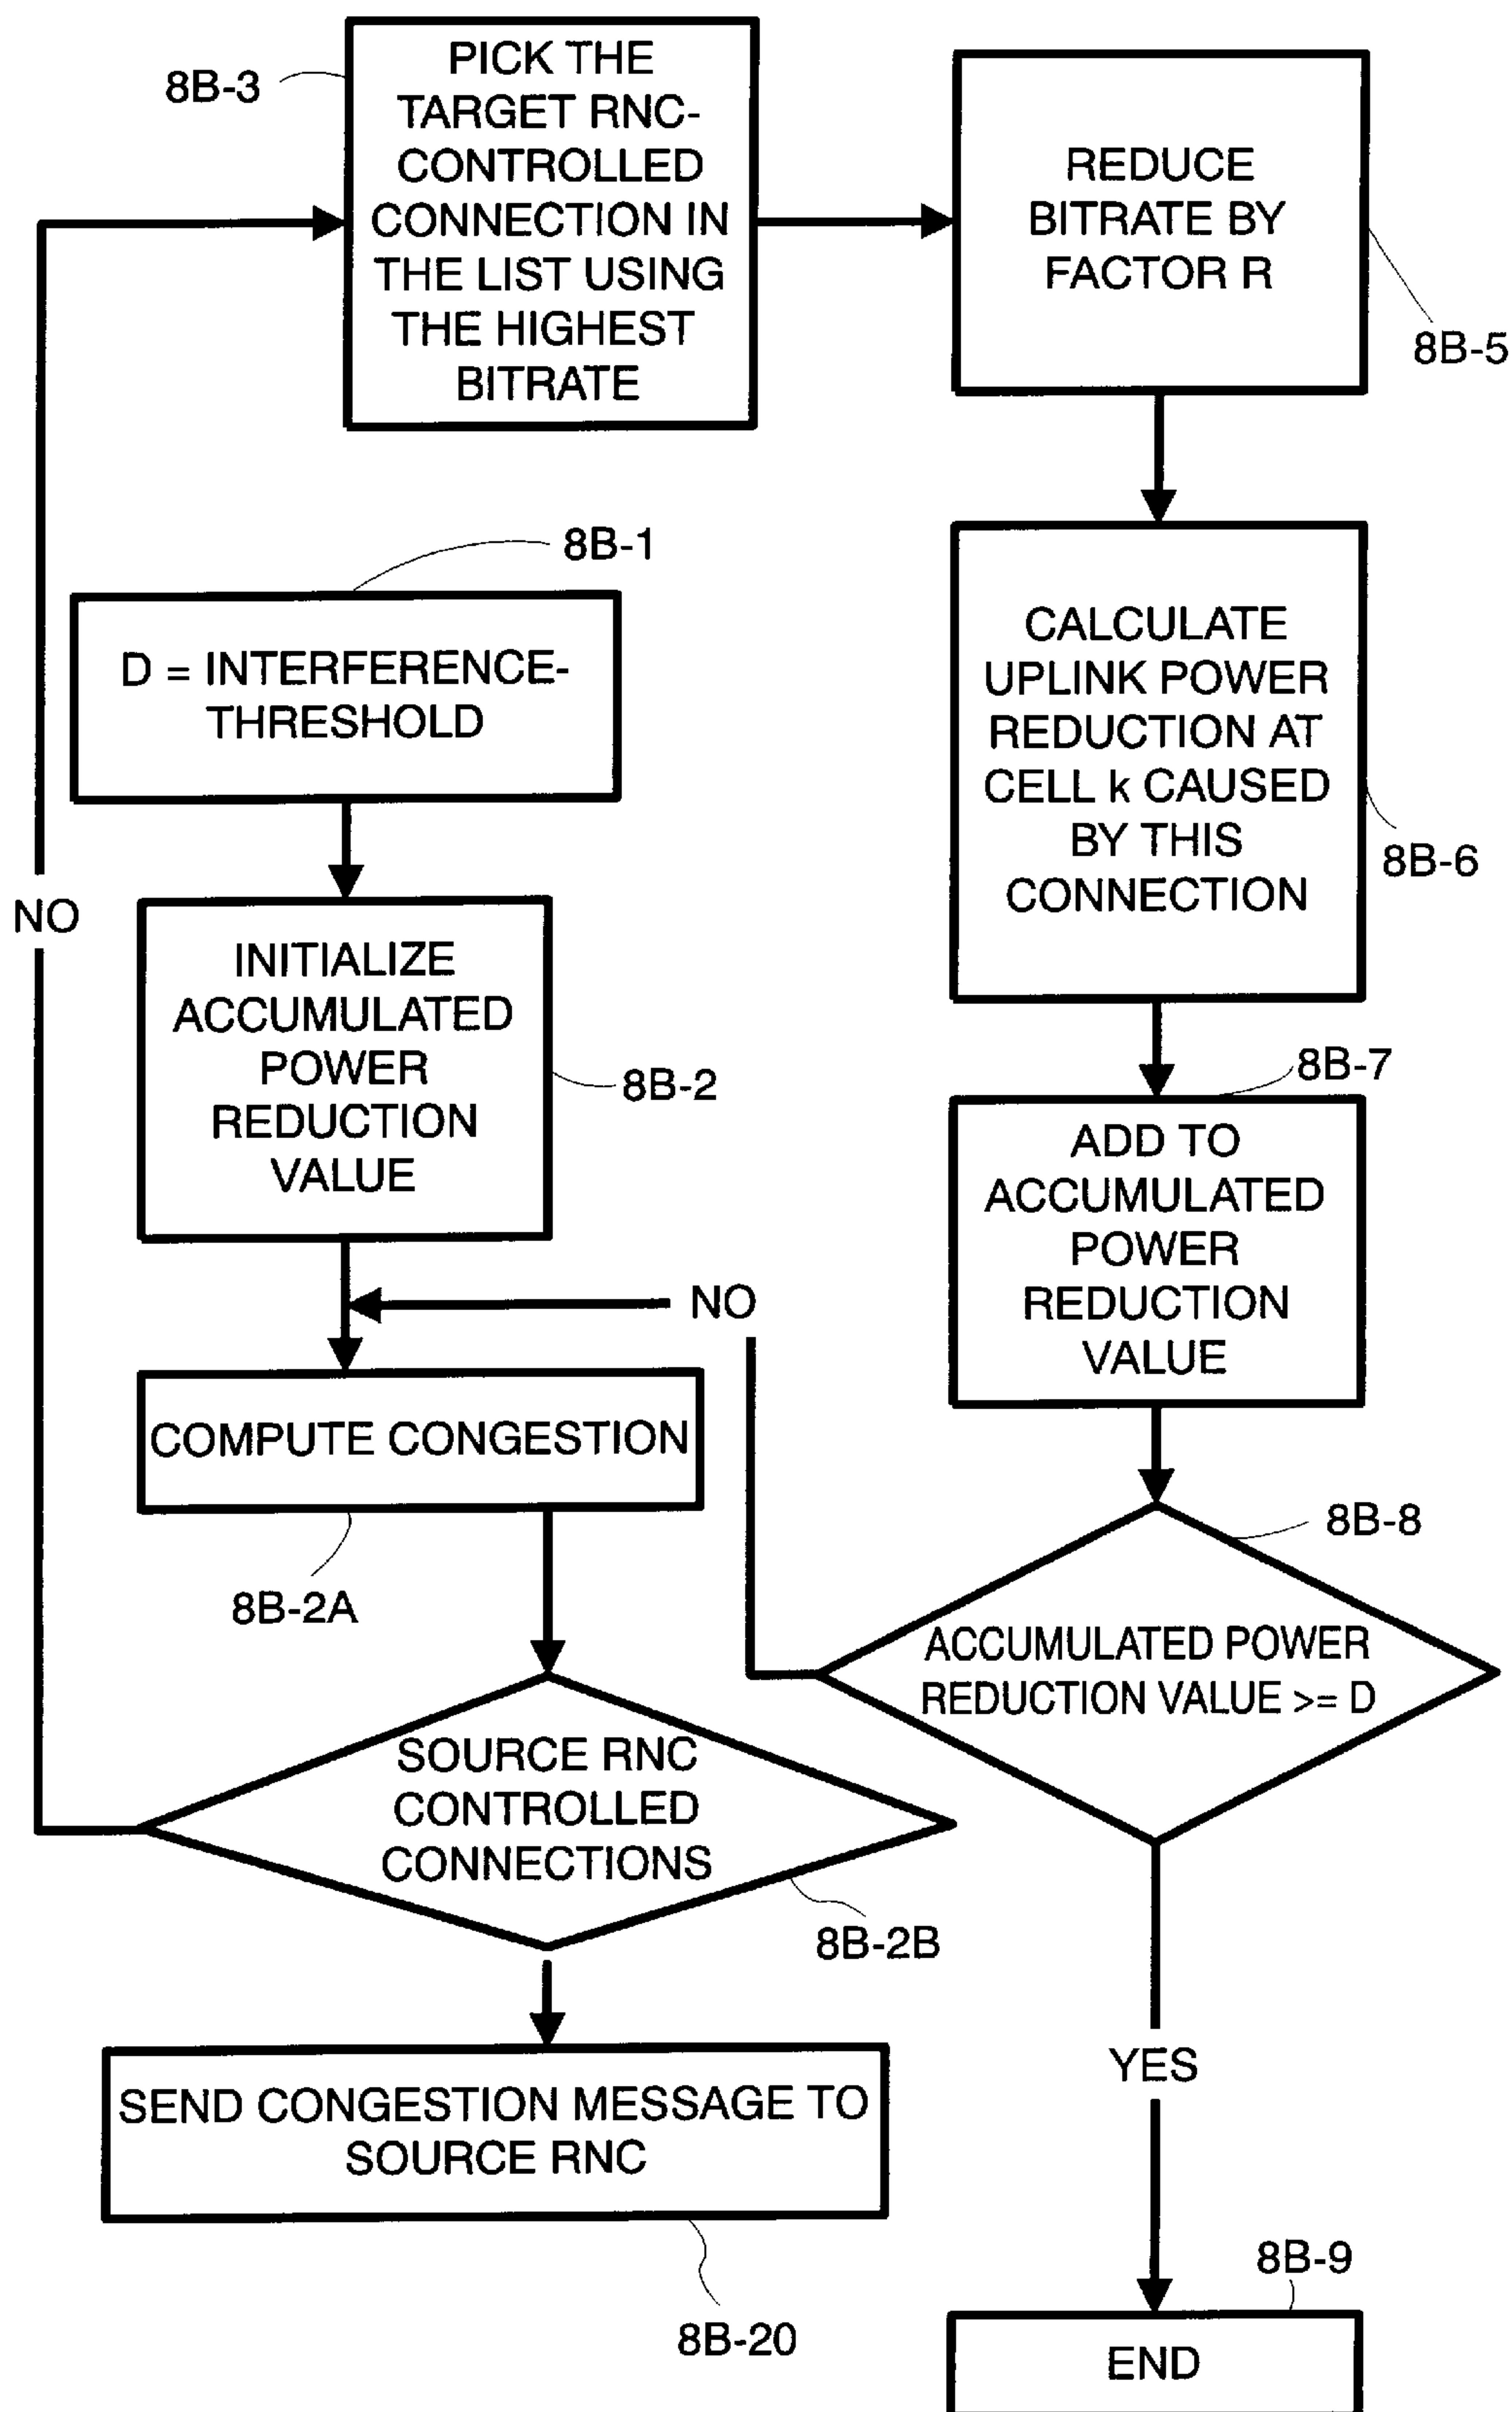 8B-3
PICK THE
TARGET RNC-
CONTROLLED
CONNECTION IN
THE LIST USING
THE HIGHEST
BITRATE
REDUCE
BITRATE BY
FACTOR R
8B-5
8B-1
D = INTERFERENCE-
THRESHOLD
CALCULATE
UPLINK POWER
REDUCTION AT
CELL k CAUSED
BY THIS
CONNECTION
8B-6
NO
INITIALIZE
ACCUMULATED
POWER
REDUCTION
VALUE
8B-2
8B-7
ADD TO
ACCUMULATED
POWER
REDUCTION
VALUE
NO
COMPUTE CONGESTION
8B-2A
8B-8
ACCUMULATED POWER
REDUCTION VALUE >= D
SOURCE RNC
CONTROLLED
CONNECTIONS
8B-2B
YES
SEND CONGESTION MESSAGE TO
SOURCE RNC
8B-20
8B-9
END